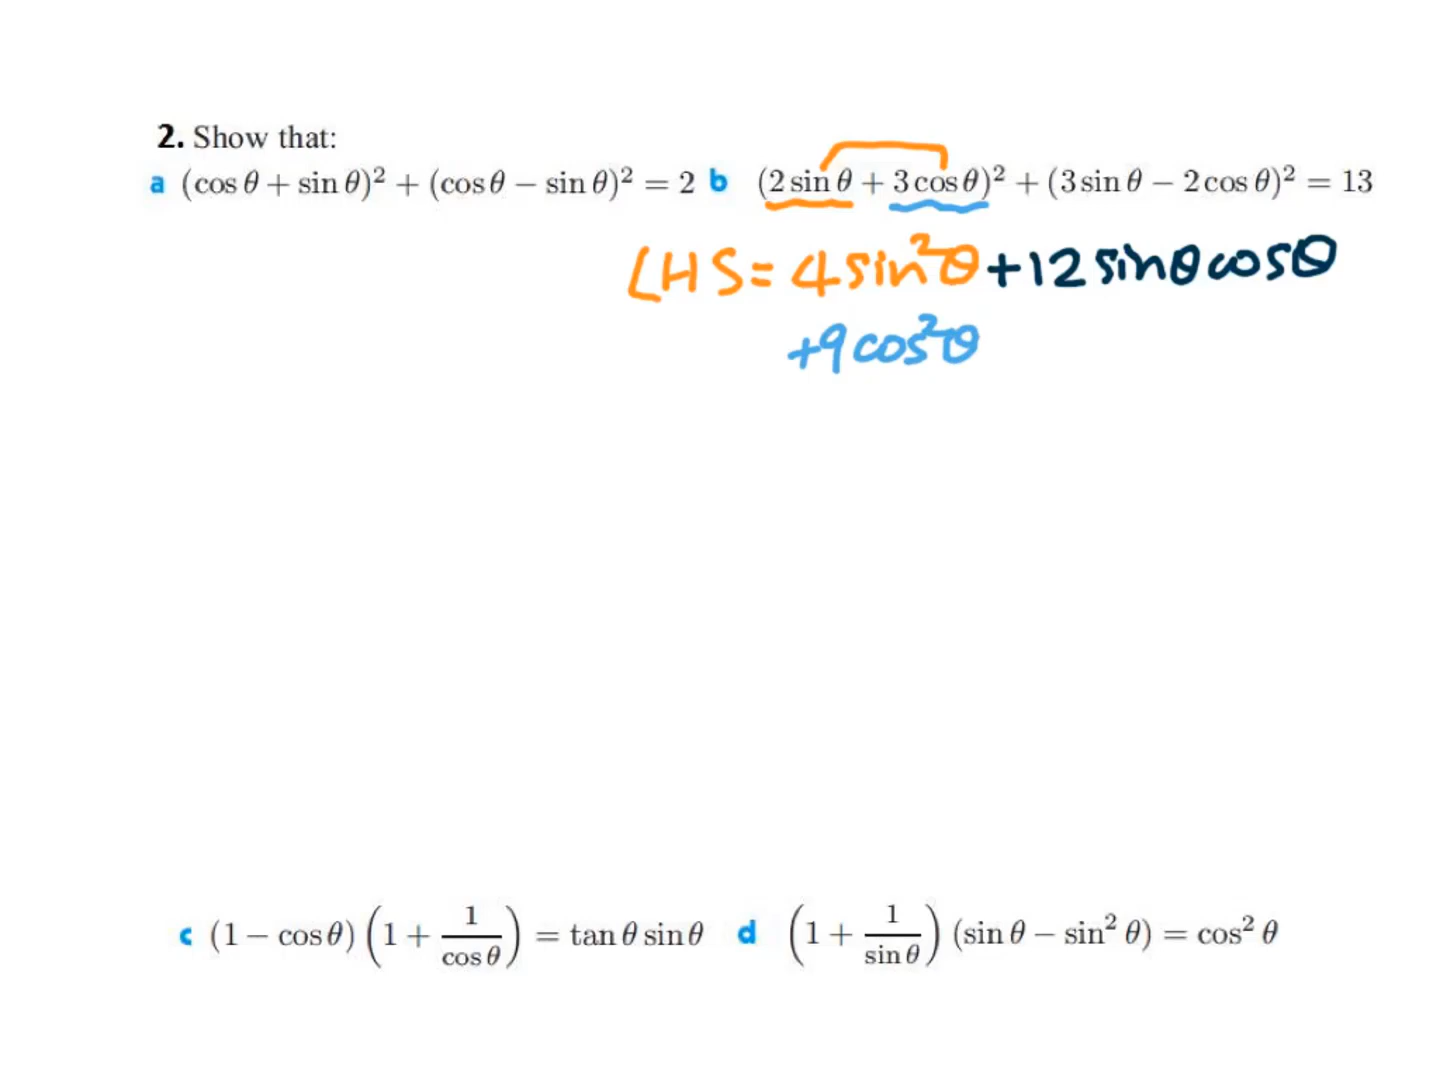 2. Show that:
a (cos θ + sin θ)² + (cos θ − sin θ)² = 2 b (2 sin θ + 3 cos θ)² + (3 sin θ − 2 cos θ)² = 13
LHS = 4 sin²θ + 12 sinθ cosθ
+ 9 cos²θ
c (1 − cos θ) (1 + 1/cos θ) = tan θ sin θ d (1 + 1/sin θ) (sin θ − sin² θ) = cos² θ